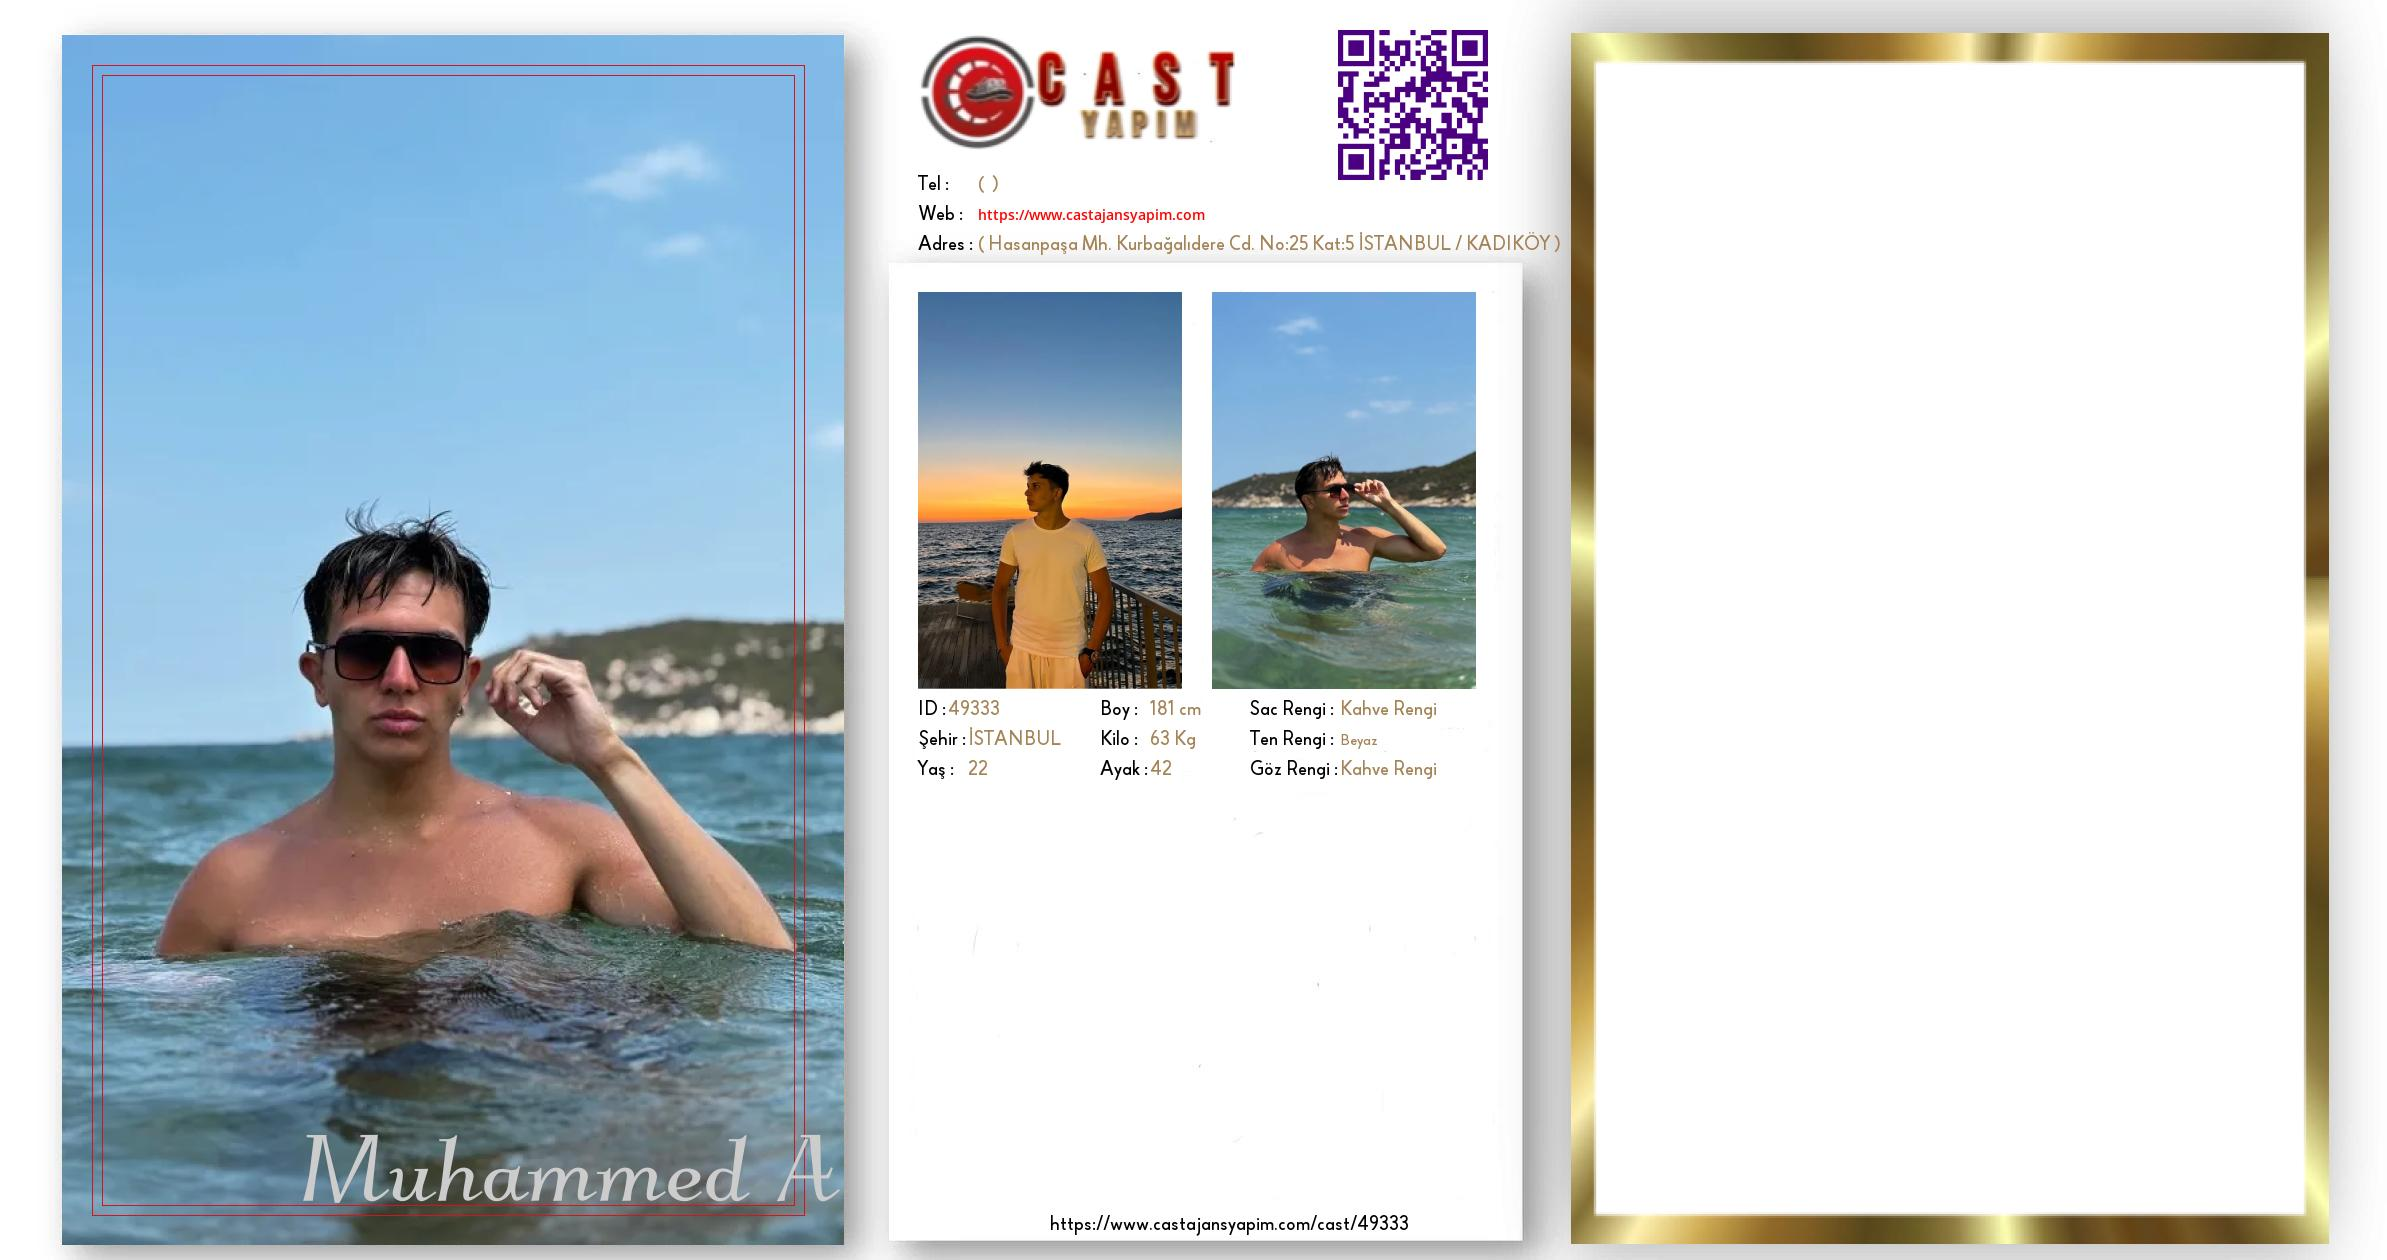 Muhammed A
CAST
YAPIM
Tel : ( )
Web : https://www.castajansyapim.com
Adres : ( Hasanpaşa Mh. Kurbağalıdere Cd. No:25 Kat:5 İSTANBUL / KADIKÖY )
ID : 49333 Boy : 181 cm Sac Rengi : Kahve Rengi
Şehir : İSTANBUL Kilo : 63 Kg Ten Rengi : Beyaz
Yaş : 22 Ayak : 42 Göz Rengi : Kahve Rengi
https://www.castajansyapim.com/cast/49333